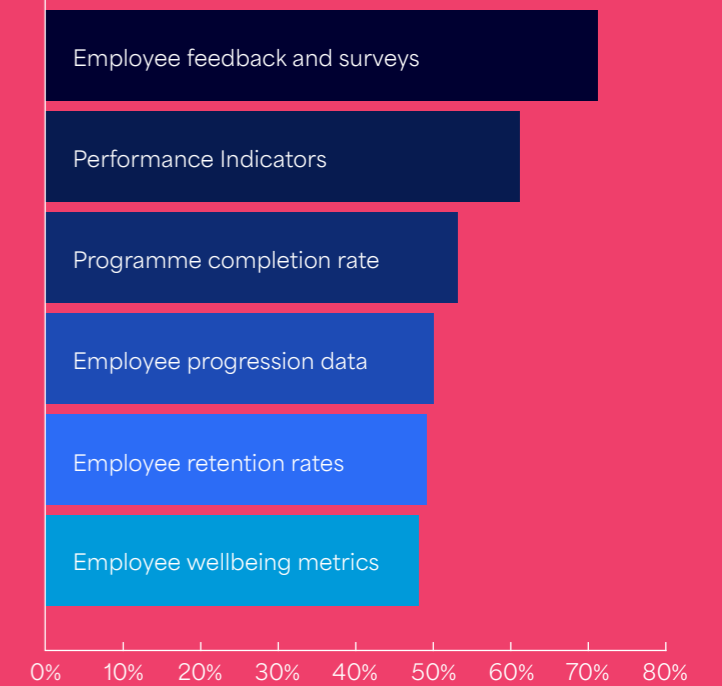 Employee feedback and surveys
Performance Indicators
Programme completion rate
Employee progression data
Employee retention rates
Employee wellbeing metrics
0% 10% 20% 30% 40% 50% 60% 70% 80%